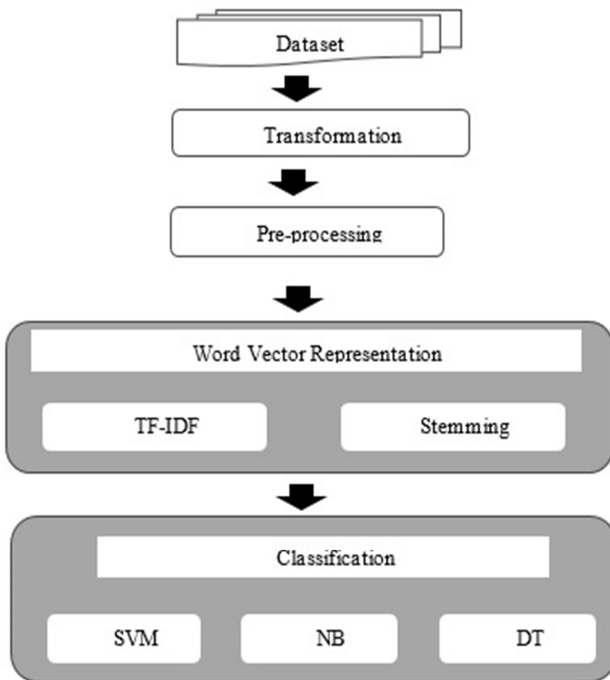 Dataset
Transformation
Pre-processing
Word Vector Representation
TF-IDF Stemming
Classification
SVM NB DT